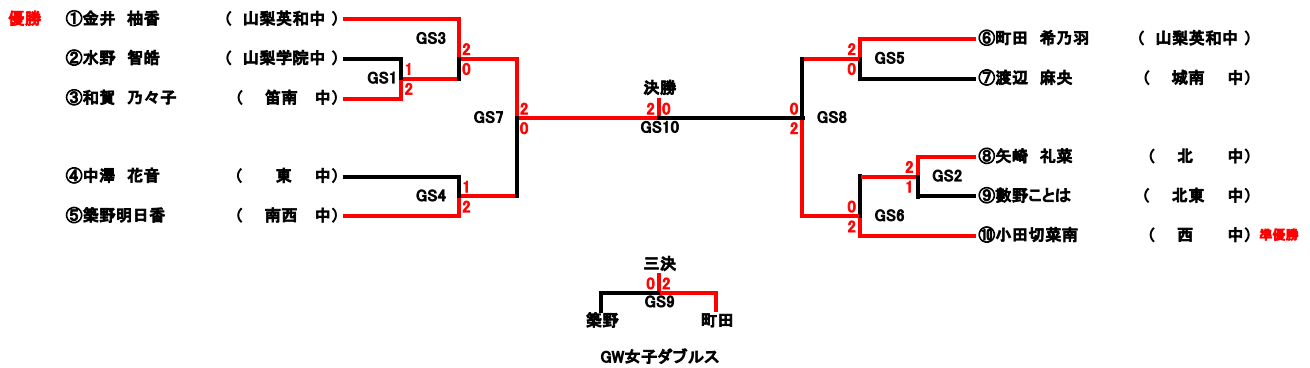 優勝 ①金井 柚香 ( 山梨英和中 )
GS3 2 0
②水野 智皓 ( 山梨学院中 )
GS1 1 2
③和賀 乃々子 ( 笛南 中)
GS7 2 0
④中澤 花音 ( 東 中)
GS4 1 2
⑤築野明日香 ( 南西 中)
決勝
2 0
GS10
⑥町田 希乃羽 ( 山梨英和中 )
2 0 GS5
⑦渡辺 麻央 ( 城南 中)
0 2 GS8
⑧矢崎 礼菜 ( 北 中)
2 1 GS2
⑨數野ことは ( 北東 中)
0 2 GS6
⑩小田切菜南 ( 西 中) 準優勝
三決
0 2
GS9
築野 町田
GW女子ダブルス